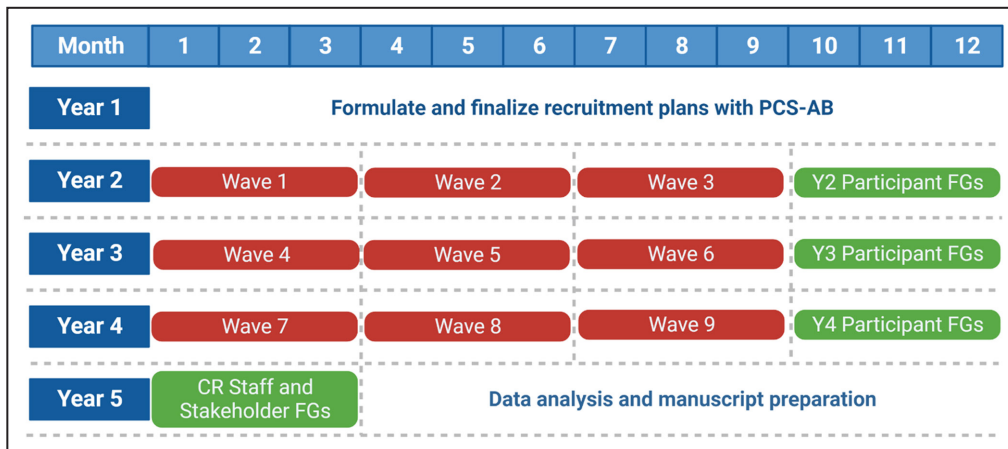 Month 1 2 3 4 5 6 7 8 9 10 11 12
Year 1 Formulate and finalize recruitment plans with PCS-AB
Year 2 Wave 1 Wave 2 Wave 3 Y2 Participant FGs
Year 3 Wave 4 Wave 5 Wave 6 Y3 Participant FGs
Year 4 Wave 7 Wave 8 Wave 9 Y4 Participant FGs
Year 5 CR Staff and
Stakeholder FGs Data analysis and manuscript preparation